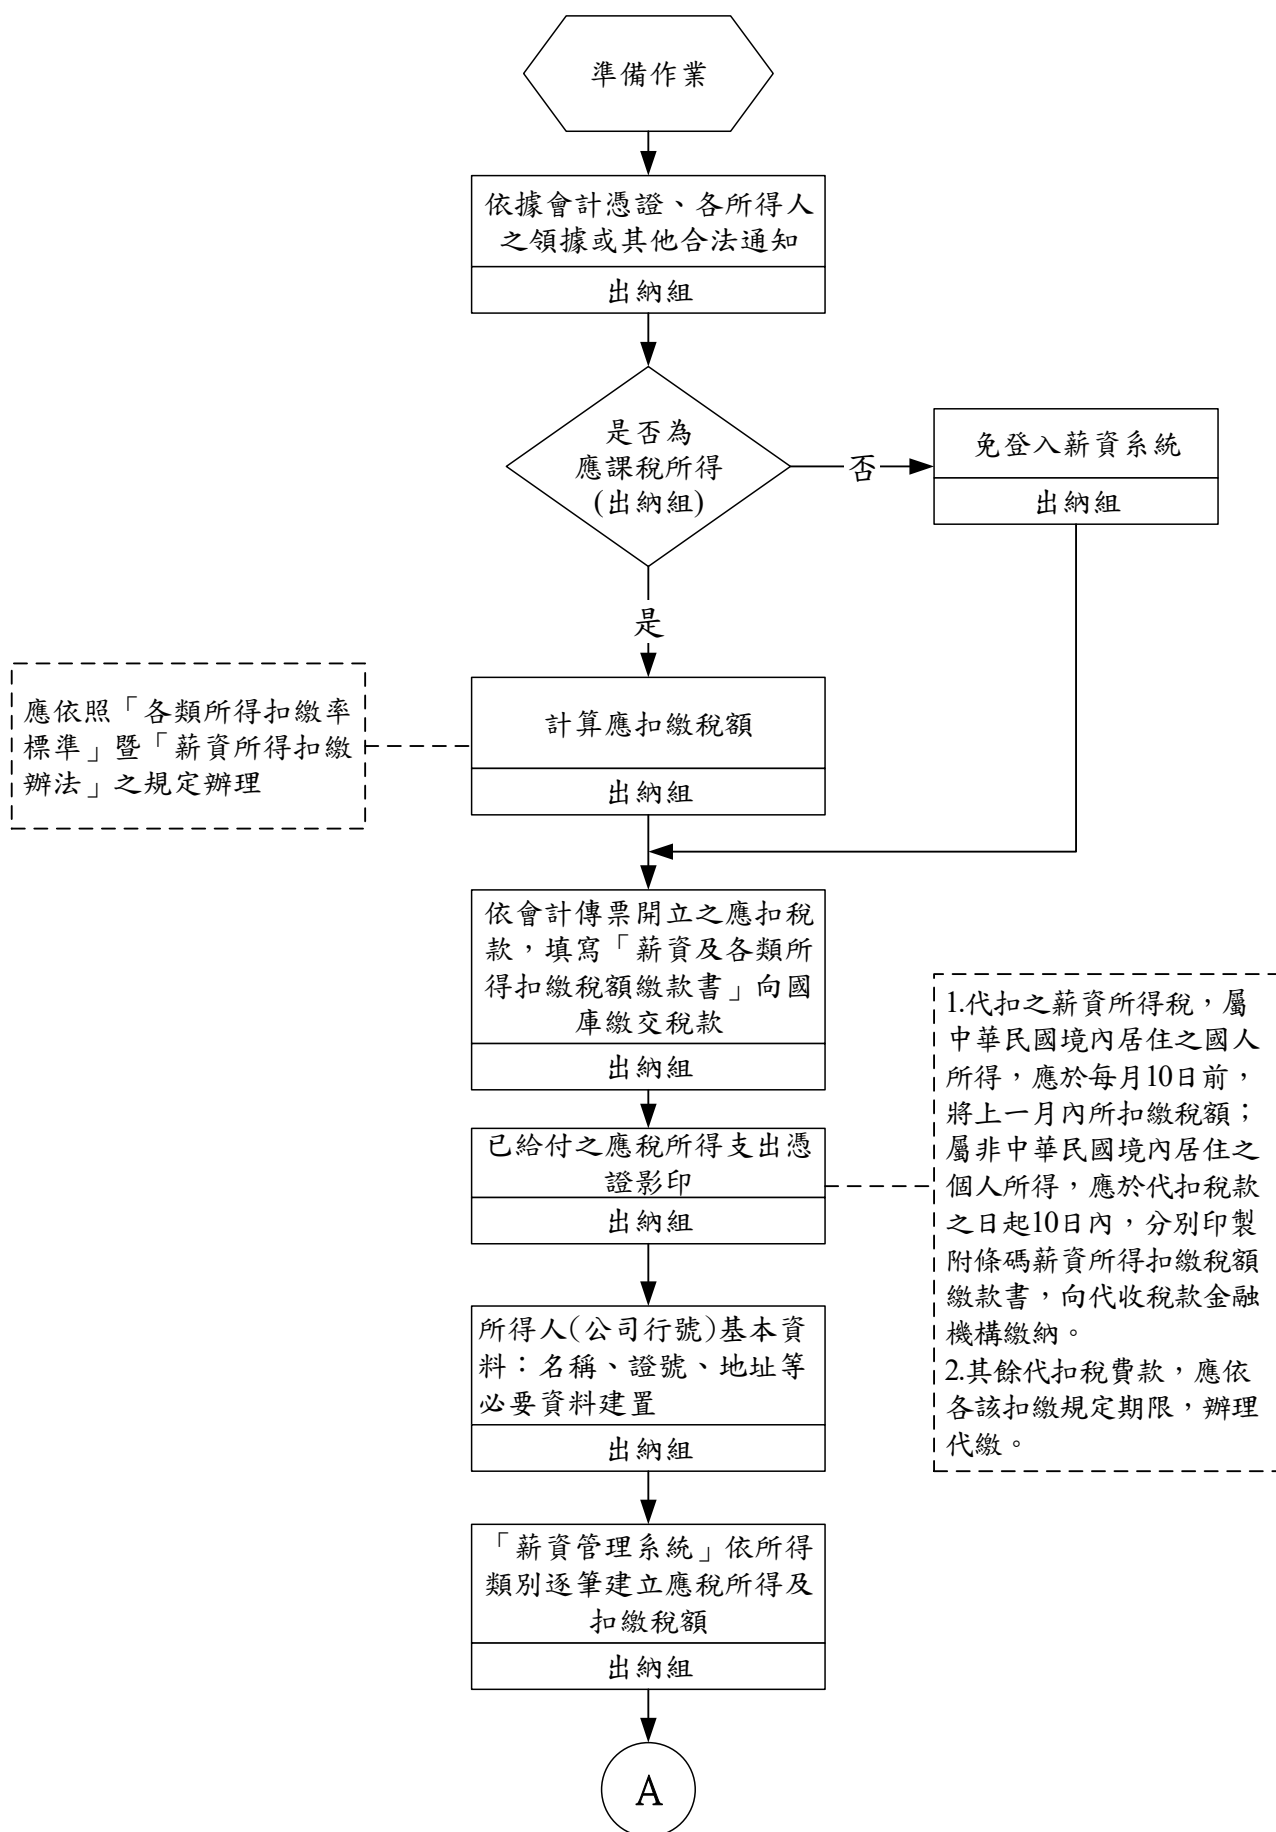 準備作業
依據會計憑證、各所得人
之領據或其他合法通知
出納組
是否為
應課稅所得
(出納組)
否
免登入薪資系統
出納組
是
應依照「各類所得扣繳率
標準」暨「薪資所得扣繳
辦法」之規定辦理
計算應扣繳稅額
出納組
依會計傳票開立之應扣稅
款，填寫「薪資及各類所
得扣繳稅額繳款書」向國
庫繳交稅款
出納組
已給付之應稅所得支出憑
證影印
出納組
1.代扣之薪資所得稅，屬
中華民國境內居住之國人
所得，應於每月10日前，
將上一月內所扣繳稅額；
屬非中華民國境內居住之
個人所得，應於代扣稅款
之日起10日內，分別印製
附條碼薪資所得扣繳稅額
繳款書，向代收稅款金融
機構繳納。
2.其餘代扣稅費款，應依
各該扣繳規定期限，辦理
代繳。
所得人(公司行號)基本資
料：名稱、證號、地址等
必要資料建置
出納組
「薪資管理系統」依所得
類別逐筆建立應稅所得及
扣繳稅額
出納組
A